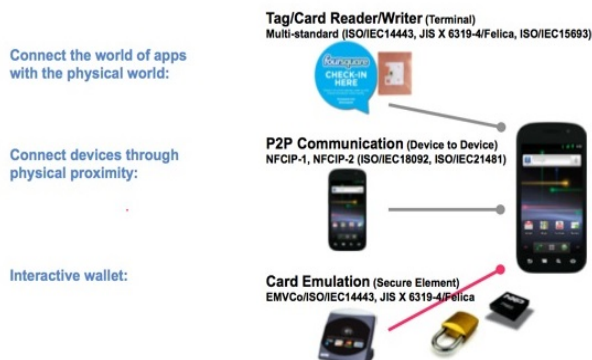 Tag/Card Reader/Writer (Terminal)
Multi-standard (ISO/IEC14443, JIS X 6319-4/Felica, ISO/IEC15693)
Connect the world of apps
with the physical world:
foursquare
CHECK-IN
HERE
P2P Communication (Device to Device)
NFCIP-1, NFCIP-2 (ISO/IEC18092, ISO/IEC21481)
Connect devices through
physical proximity:
Interactive wallet:
Card Emulation (Secure Element)
EMVCo/ISO/IEC14443, JIS X 6319-4/Felica